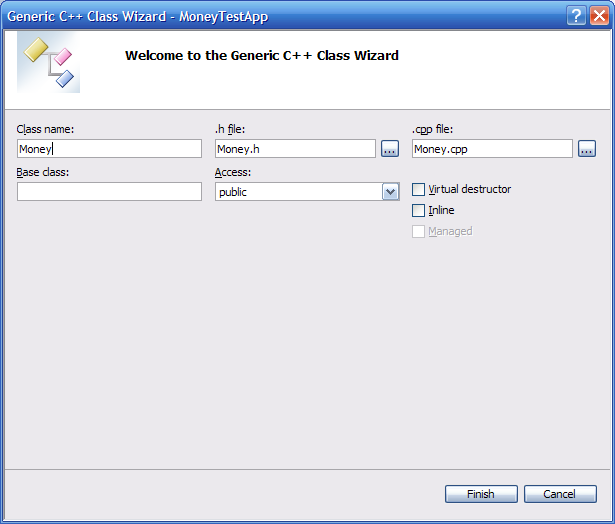 Generic C++ Class Wizard - MoneyTestApp
Welcome to the Generic C++ Class Wizard
Class name: .h file: .cpp file:
Money Money.h ... Money.cpp ...
Base class: Access:
public Virtual destructor
Inline
Managed
Finish Cancel